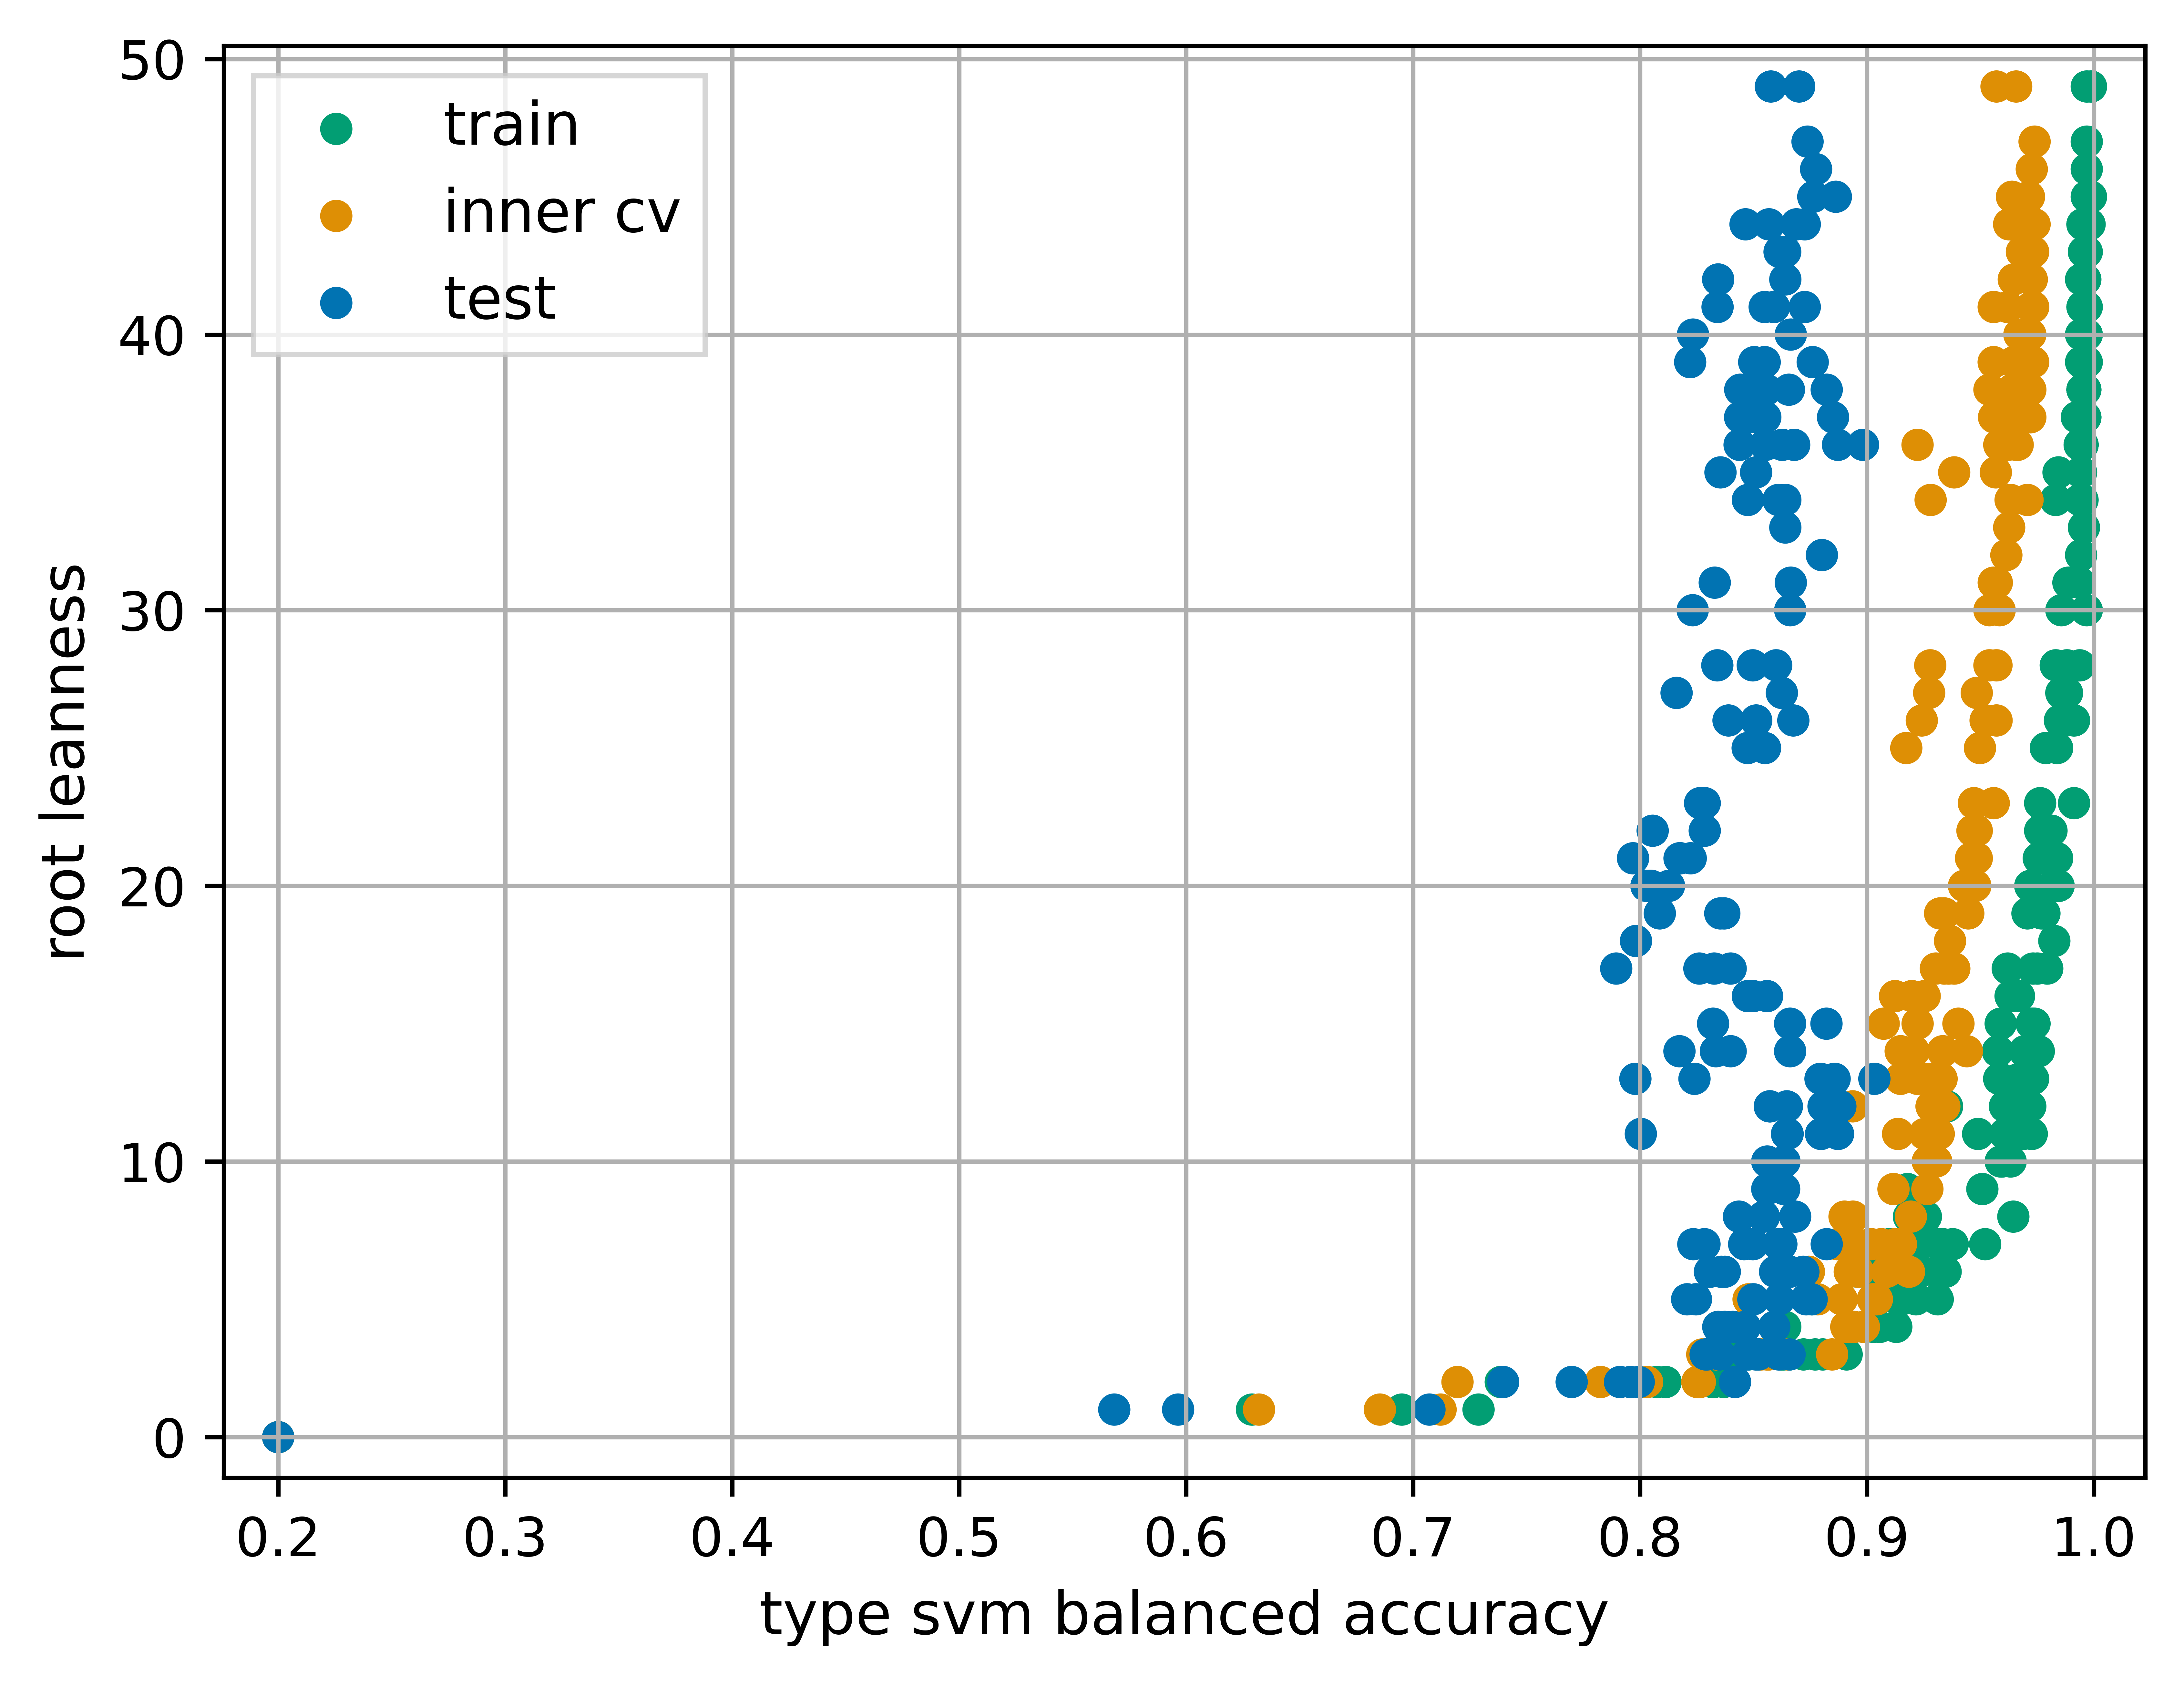 50
40
30
20
10
0
root leanness
train
inner cv
test
0.2 0.3 0.4 0.5 0.6 0.7 0.8 0.9 1.0
type svm balanced accuracy